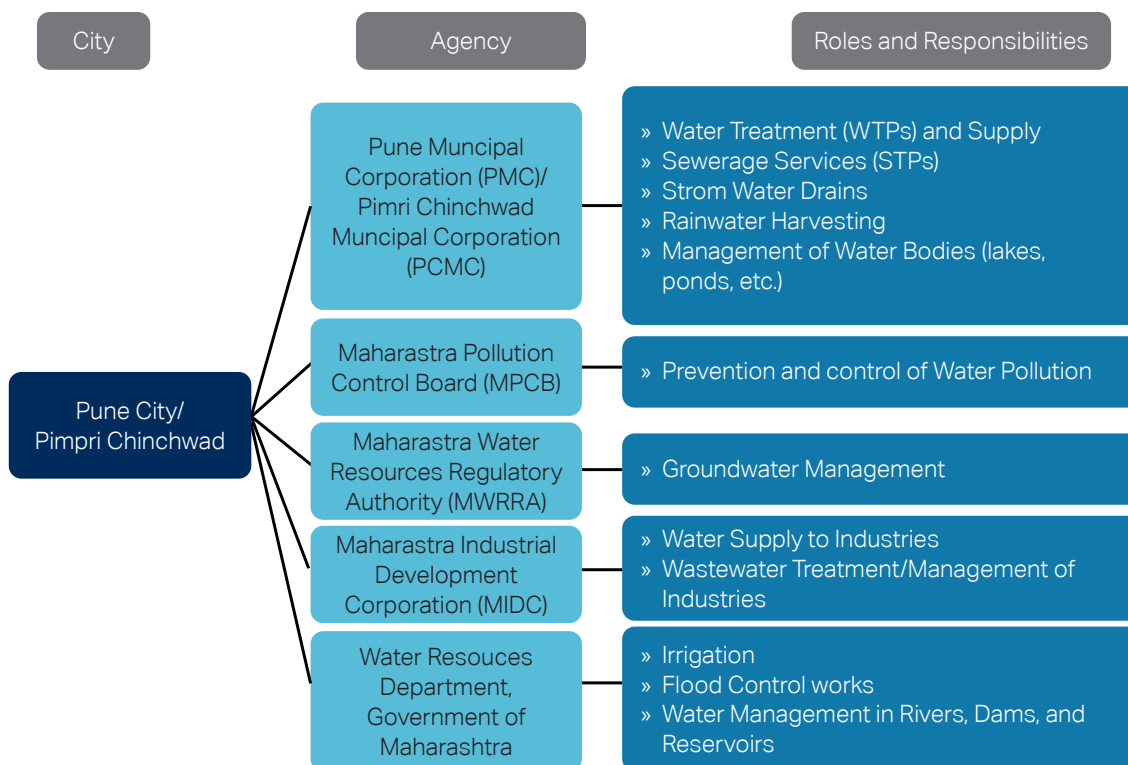 City
Agency
Roles and Responsibilities
Pune City/
Pimpri Chinchwad
Pune Muncipal
Corporation (PMC)/
Pimri Chinchwad
Muncipal Corporation
(PCMC)
» Water Treatment (WTPs) and Supply
» Sewerage Services (STPs)
» Strom Water Drains
» Rainwater Harvesting
» Management of Water Bodies (lakes,
ponds, etc.)
Maharastra Pollution
Control Board (MPCB)
» Prevention and control of Water Pollution
Maharastra Water
Resources Regulatory
Authority (MWRRA)
» Groundwater Management
Maharastra Industrial
Development
Corporation (MIDC)
» Water Supply to Industries
» Wastewater Treatment/Management of
Industries
Water Resouces
Department,
Government of
Maharashtra
» Irrigation
» Flood Control works
» Water Management in Rivers, Dams, and
Reservoirs